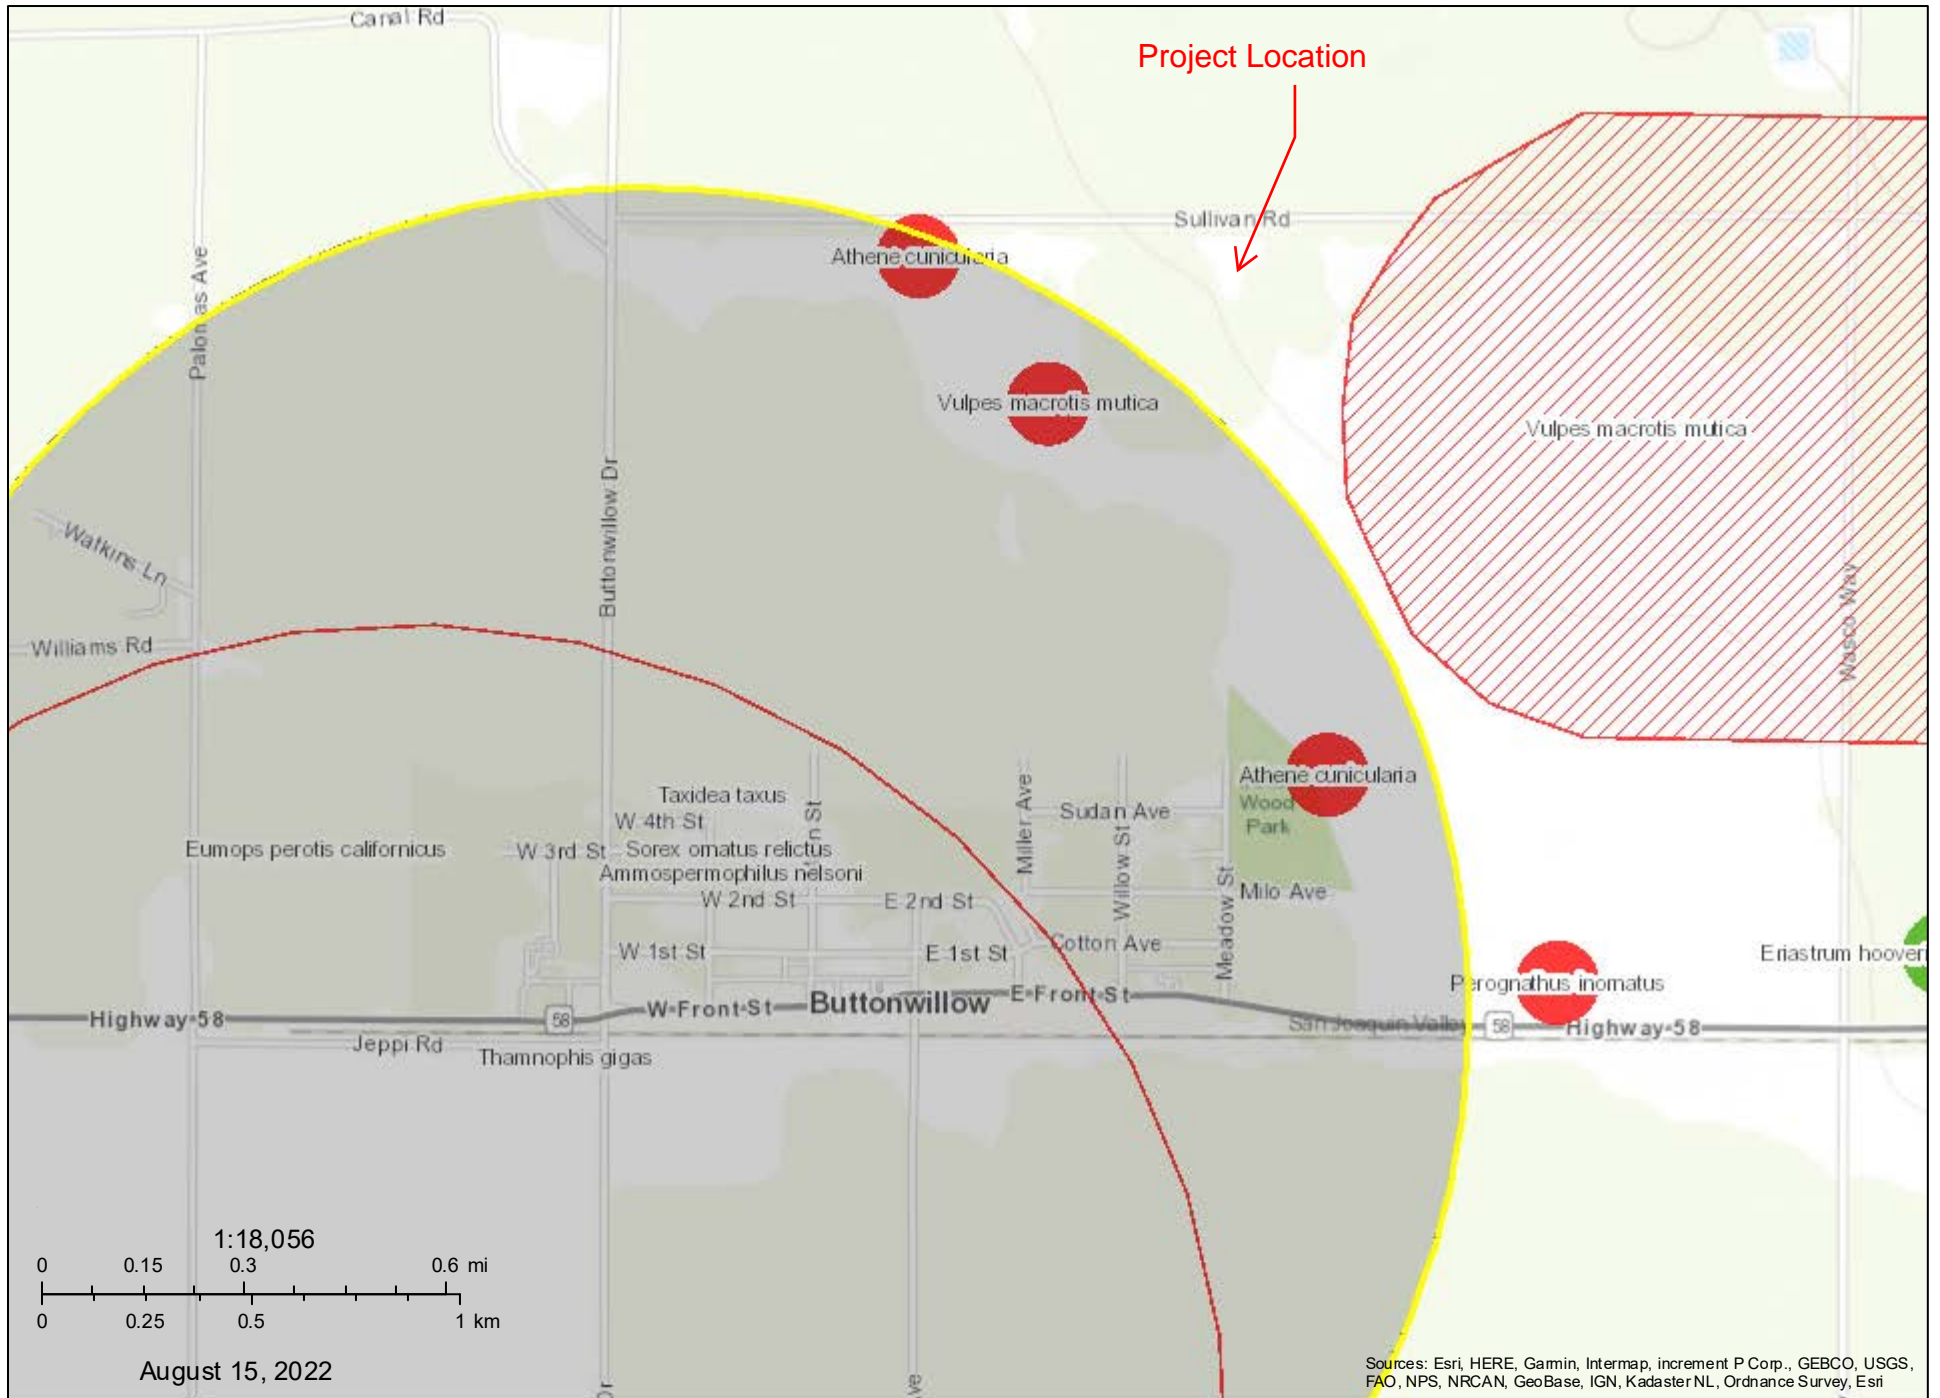 Canal Rd
Project Location
Sullivan Rd
Athene cunicularia
Palomas Ave
Vulpes macrotis mutica
Vulpes macrotis mutica
Buttonwillow Dr
Watkins Ln
Williams Rd
Wasco Way
Taxidea taxus
W 4th St
Athene cunicularia
Wood
Park
Sudan Ave
Miller Ave
Willow St
Meadow St
Eumops perotis californicus
W 3rd St
Sorex ornatus relictus
Ammospermophilus nelsoni
W 2nd St
E 2nd St
Milo Ave
W 1st St
E 1st St
Cotton Ave
Eriastrum hooveri
Perognathus inornatus
Highway 58
58
W Front St
Buttonwillow
E Front St
San Joaquin Valley
58
Highway 58
Jeppi Rd
Thamnophis gigas
1:18,056
0 0.15 0.3 0.6 mi
0 0.25 0.5 1 km
August 15, 2022
Dr
Sources: Esri, HERE, Garmin, Intermap, increment P Corp., GEBCO, USGS,
FAO, NPS, NRCAN, GeoBase, IGN, Kadaster NL, Ordnance Survey, Esri